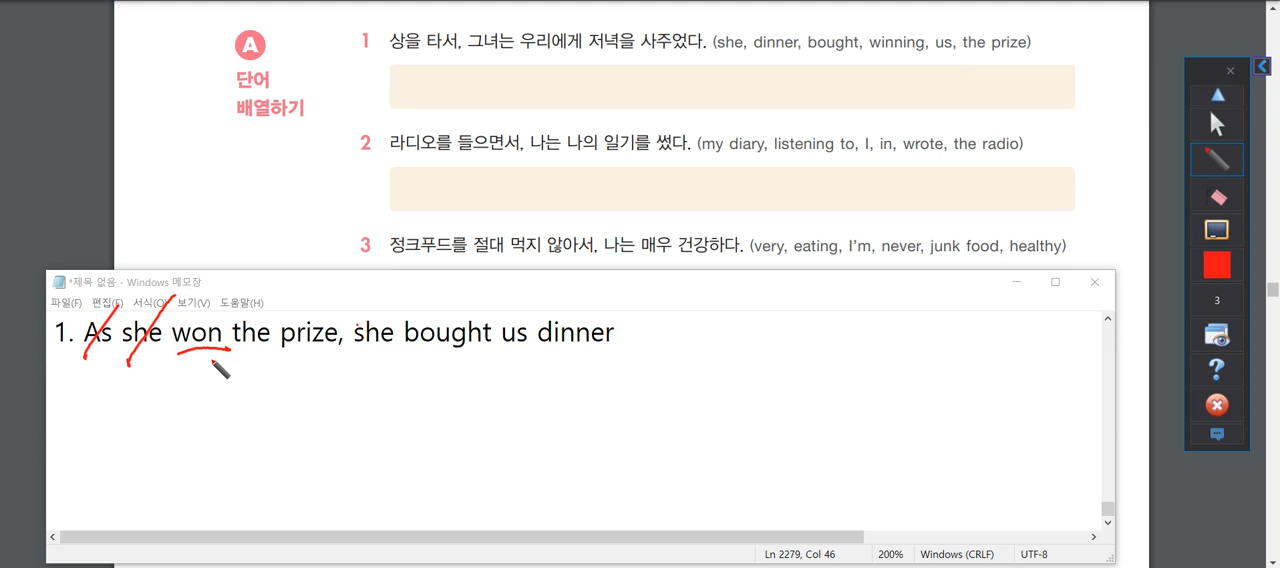 A
단어
배열하기
1 상을 타서, 그녀는 우리에게 저녁을 사주었다. (she, dinner, bought, winning, us, the prize)
2 라디오를 들으면서, 나는 나의 일기를 썼다. (my diary, listening to, I, in, wrote, the radio)
3 정크푸드를 절대 먹지 않아서, 나는 매우 건강하다. (very, eating, I'm, never, junk food, healthy)
*제목 없음 - Windows 메모장
파일(F) 편집(E) 서식(O) 보기(V) 도움말(H)
1. As she won the prize, she bought us dinner
Ln 2279, Col 46 200% Windows (CRLF) UTF-8
3